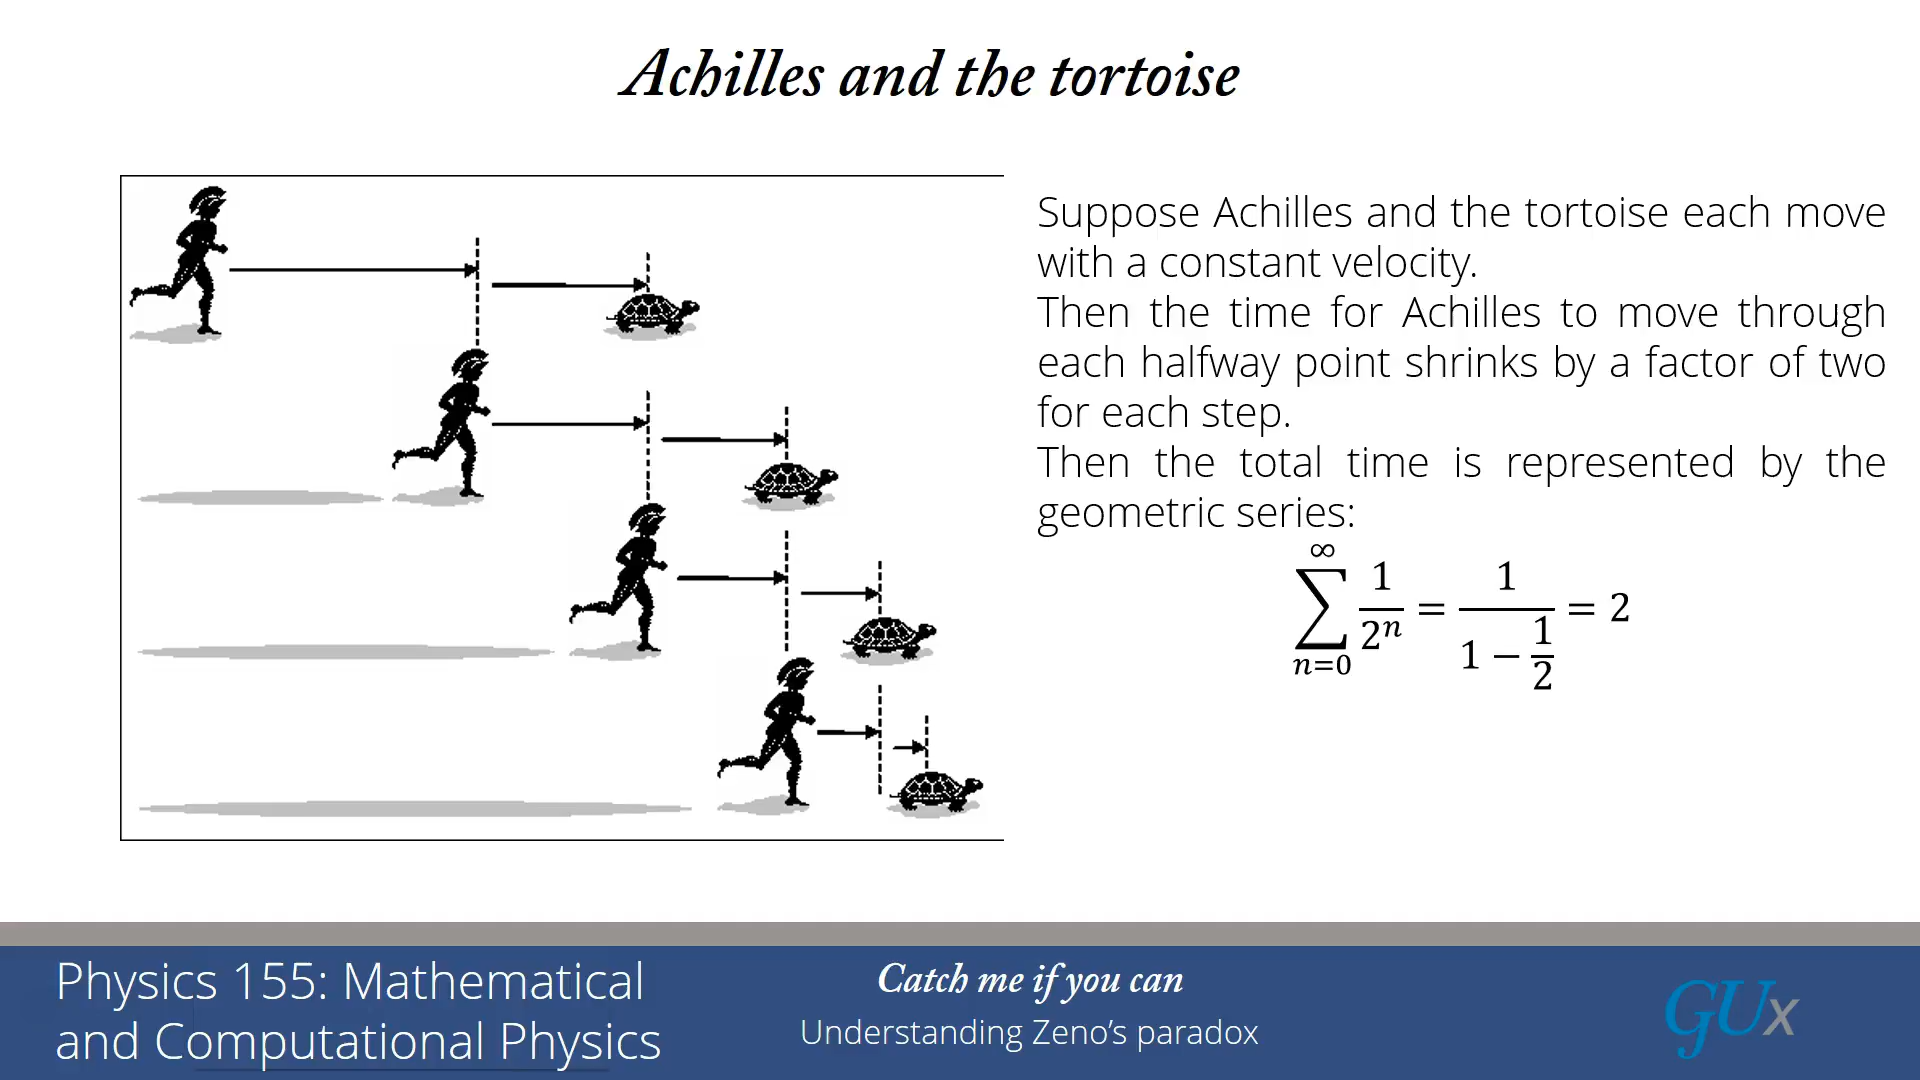 Achilles and the tortoise
Suppose Achilles and the tortoise each move
with a constant velocity.
Then the time for Achilles to move through
each halfway point shrinks by a factor of two
for each step.
Then the total time is represented by the
geometric series:
∑_{n=0}^{∞} 1/2ⁿ = 1/(1 − 1/2) = 2
Physics 155: Mathematical
and Computational Physics
Catch me if you can
Understanding Zeno’s paradox
GUx